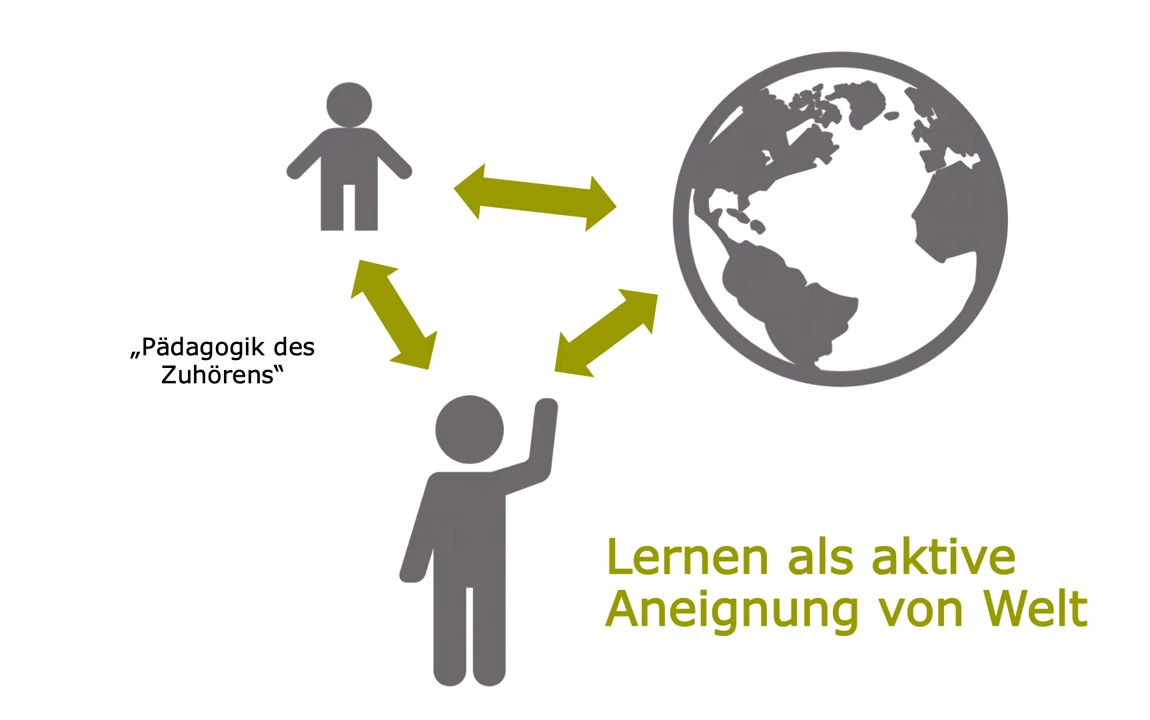 „Pädagogik des
Zuhörens“
Lernen als aktive
Aneignung von Welt